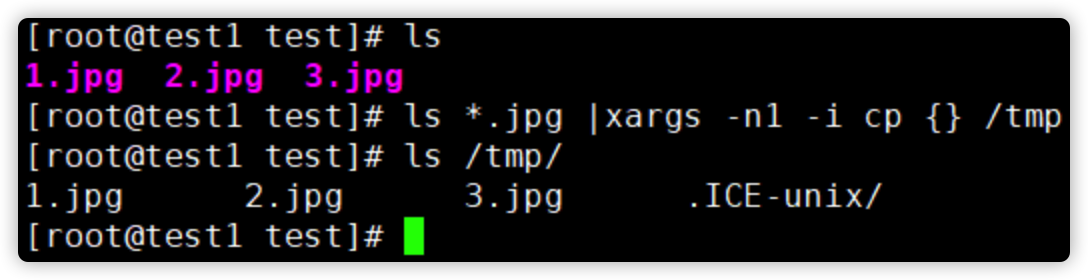 [root@test1 test]# ls
1.jpg  2.jpg  3.jpg
[root@test1 test]# ls *.jpg |xargs -n1 -i cp {} /tmp
[root@test1 test]# ls /tmp/
1.jpg      2.jpg      3.jpg      .ICE-unix/
[root@test1 test]#